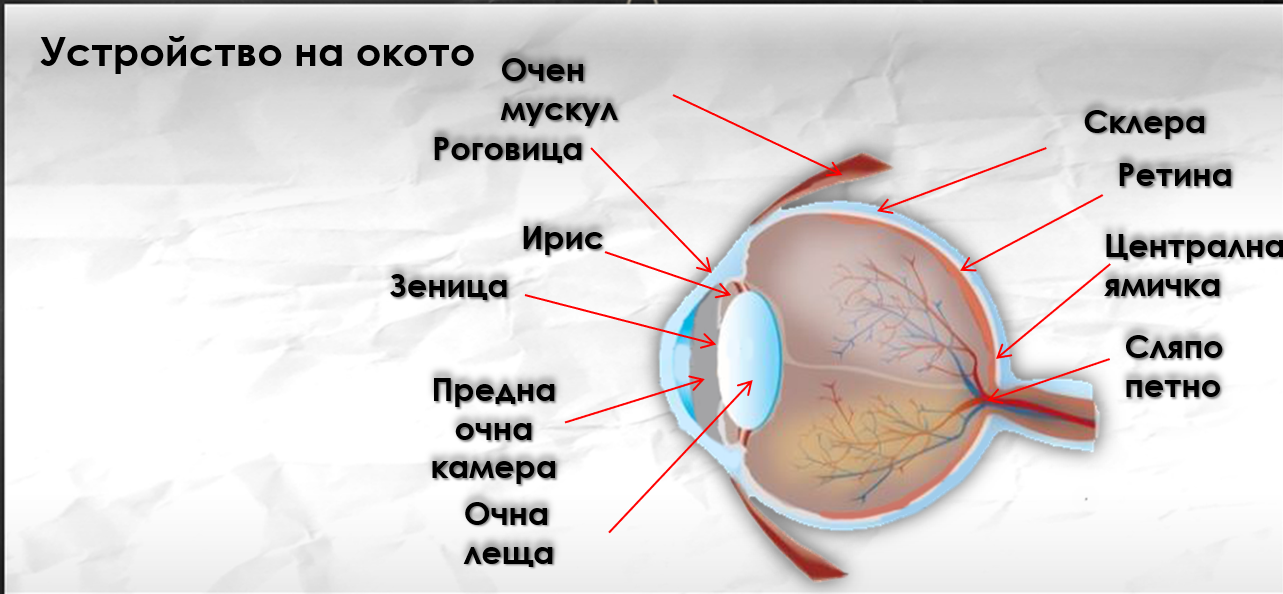 Устройство на окото
Очен
мускул
Роговица
Ирис
Зеница
Предна
очна
камера
Очна
леща
Склера
Ретина
Централна
ямичка
Сляпо
петно